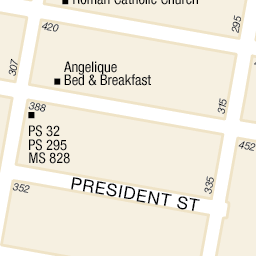 Roman Catholic Church
420
295
307
Angelique
Bed & Breakfast
315
388
PS 32
PS 295
MS 828
452
352
PRESIDENT ST
335